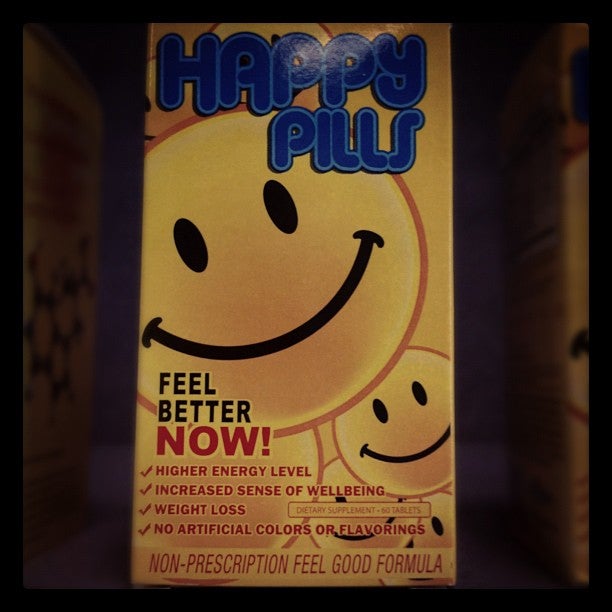 HAPPY
PILLS
FEEL
BETTER
NOW!
✓HIGHER ENERGY LEVEL
✓INCREASED SENSE OF WELLBEING
✓WEIGHT LOSS
DIETARY SUPPLEMENT • 60 TABLETS
✓NO ARTIFICIAL COLORS OR FLAVORINGS
NON-PRESCRIPTION FEEL GOOD FORMULA